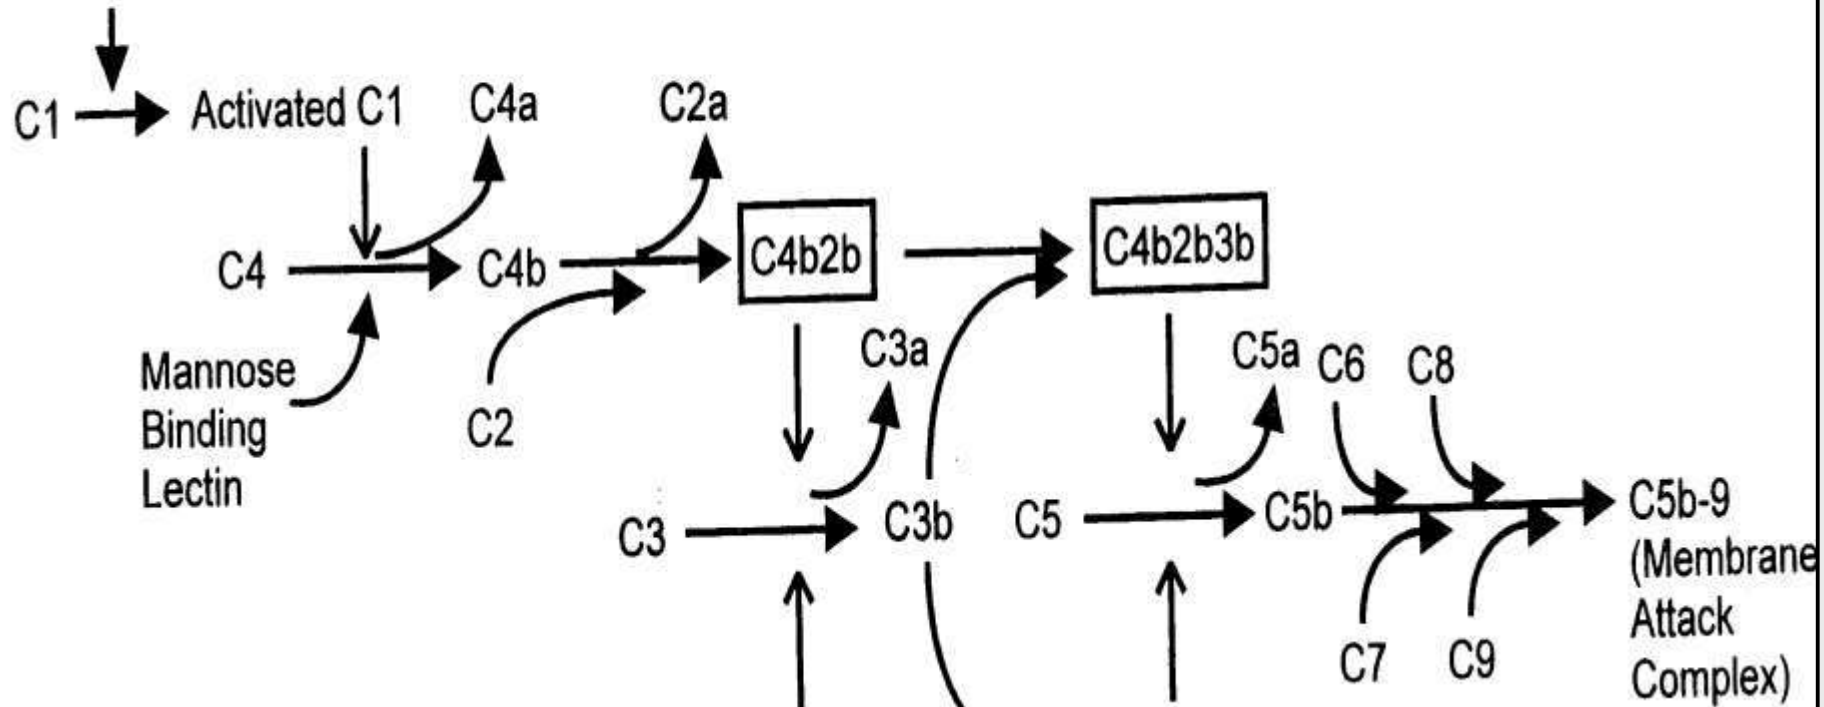 C1
Activated C1
C4a
C2a
C4
C4b
C4b2b
C4b2b3b
Mannose
Binding
Lectin
C2
C3a
C5a
C6
C8
C3
C3b
C5
C5b
C5b-9
(Membrane
Attack
Complex)
C7
C9